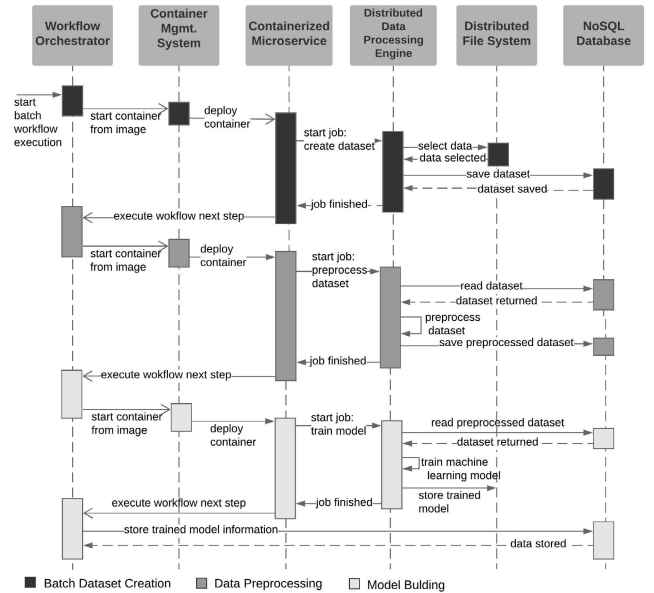 Workflow
Orchestrator
Container
Mgmt.
System
Containerized
Microservice
Distributed
Data
Processing
Engine
Distributed
File System
NoSQL
Database
start
batch
workflow
execution
start container
from image
deploy
container
start job:
create dataset
select data
data selected
save dataset
dataset saved
job finished
execute wokflow next step
start container
from image
deploy
container
start job:
preprocess
dataset
read dataset
dataset returned
preprocess
dataset
save preprocessed dataset
job finished
execute wokflow next step
start container
from image
deploy
container
start job:
train model
read preprocessed dataset
dataset returned
train machine
learning model
store trained
model
job finished
execute workflow next step
store trained model information
data stored
Batch Dataset Creation
Data Preprocessing
Model Bulding